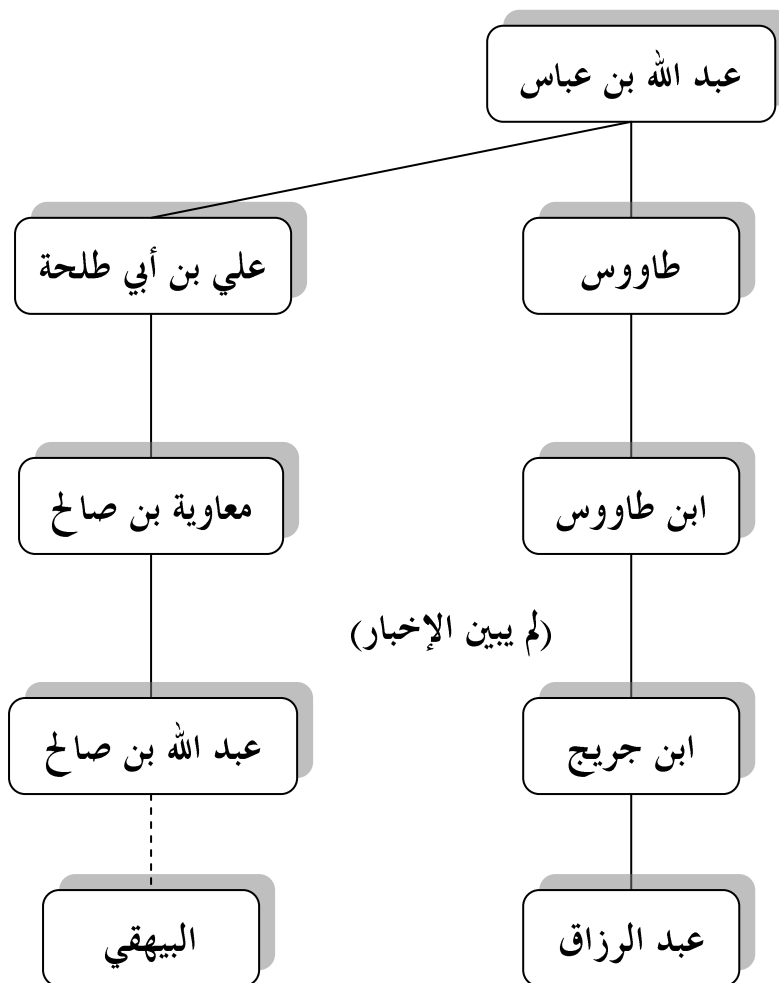 عبد الله بن عباس
طاووس
علي بن أبي طلحة
ابن طاووس
معاوية بن صالح
(لم يبين الإخبار)
ابن جريج
عبد الله بن صالح
عبد الرزاق
البيهقي